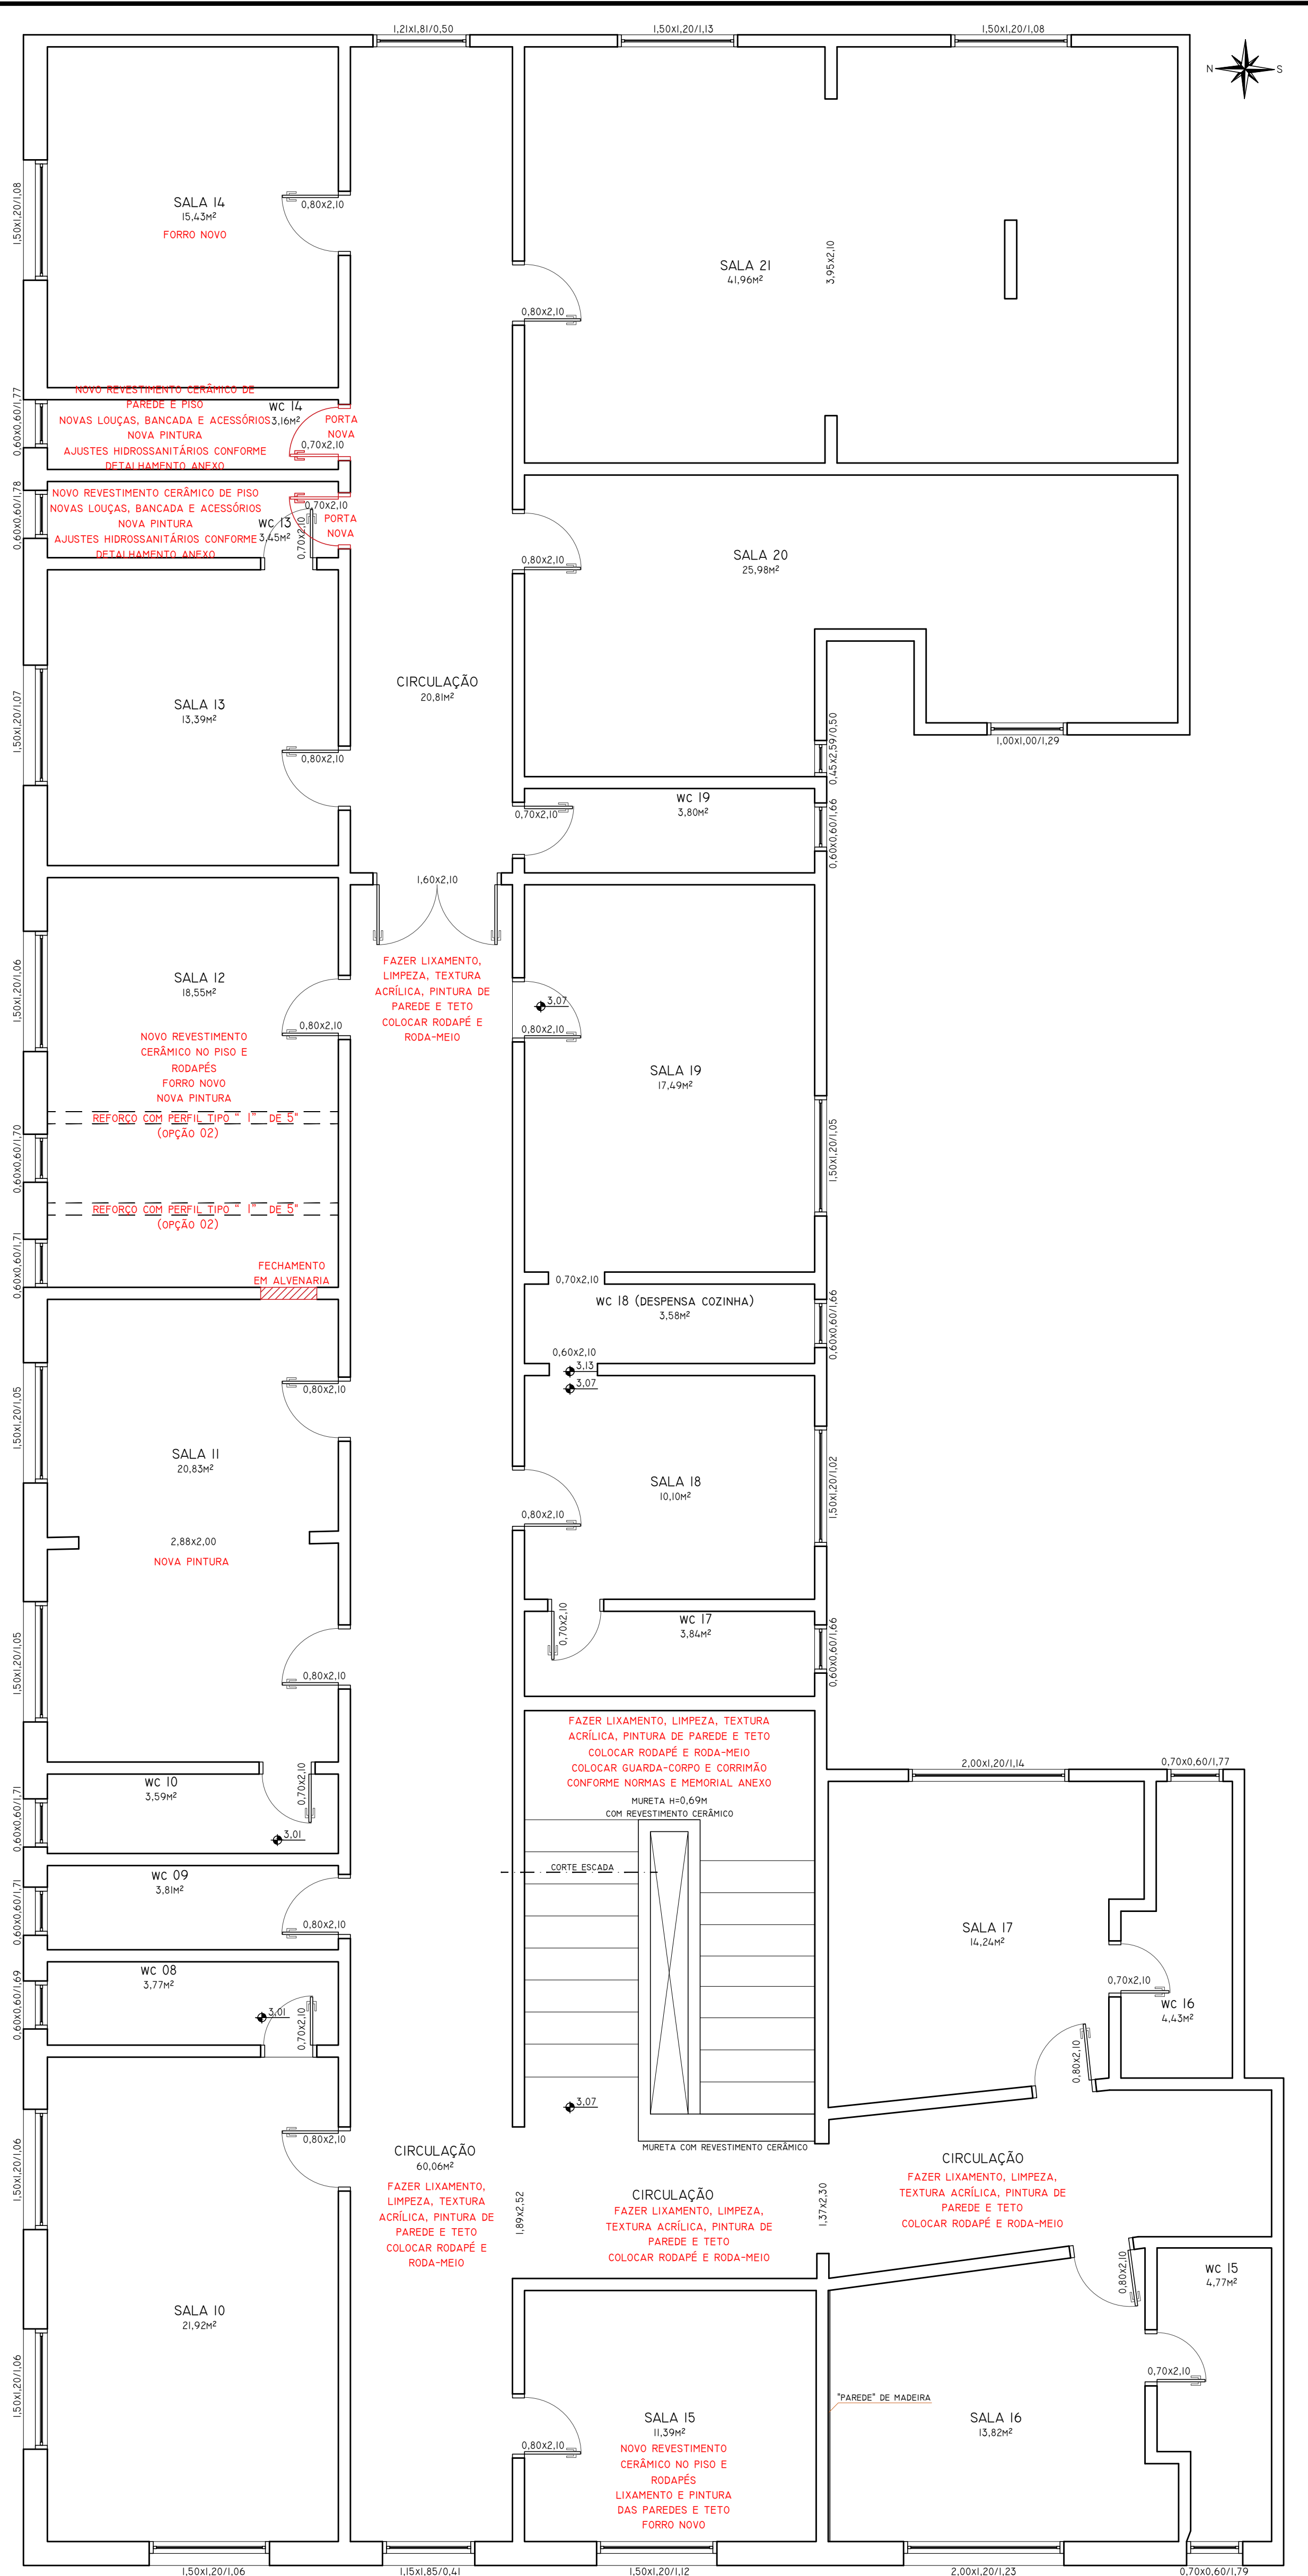 1,21x1,81/0,50
1,50x1,20/1,13
1,50x1,20/1,08
N
S
1,50x1,20/1,08
SALA 14
15,43M²
FORRO NOVO
0,80x2,10
SALA 21
41,96M²
3,95x2,10
0,80x2,10
0,60x0,60/1,77
NOVO REVESTIMENTO CERÂMICO DE
PAREDE E PISO
NOVAS LOUÇAS, BANCADA E ACESSÓRIOS
NOVA PINTURA
AJUSTES HIDROSSANITÁRIOS CONFORME
DETALHAMENTO ANEXO
WC 14
3,16M²
PORTA
NOVA
0,70x2,10
0,60x0,60/1,78
NOVO REVESTIMENTO CERÂMICO DE PISO
NOVAS LOUÇAS, BANCADA E ACESSÓRIOS
NOVA PINTURA
AJUSTES HIDROSSANITÁRIOS CONFORME
DETALHAMENTO ANEXO
WC 13
3,45M²
0,70x2,10
0,70x2,10
PORTA
NOVA
0,80x2,10
SALA 20
25,98M²
1,50x1,20/1,07
SALA 13
13,39M²
0,80x2,10
CIRCULAÇÃO
20,81M²
0,45x2,59/0,50
1,00x1,00/1,29
WC 19
3,80M²
0,70x2,10
0,60x0,60/1,66
1,60x2,10
1,50x1,20/1,06
SALA 12
18,55M²
0,80x2,10
NOVO REVESTIMENTO
CERÂMICO NO PISO E
RODAPÉS
FORRO NOVO
NOVA PINTURA
REFORÇO COM PERFIL TIPO " I" DE 5"
(OPÇÃO 02)
REFORÇO COM PERFIL TIPO " I" DE 5"
(OPÇÃO 02)
0,60x0,60/1,70
0,60x0,60/1,71
FECHAMENTO
EM ALVENARIA
FAZER LIXAMENTO,
LIMPEZA, TEXTURA
ACRÍLICA, PINTURA DE
PAREDE E TETO
COLOCAR RODAPÉ E
RODA-MEIO
3,07
0,80x2,10
SALA 19
17,49M²
1,50x1,20/1,05
0,70x2,10
WC 18 (DESPENSA COZINHA)
3,58M²
0,60x0,60/1,66
0,60x2,10
3,13
3,07
1,50x1,20/1,05
0,80x2,10
SALA 11
20,83M²
2,88x2,00
NOVA PINTURA
1,50x1,20/1,05
0,80x2,10
SALA 18
10,10M²
0,80x2,10
1,50x1,20/1,02
0,70x2,10
WC 17
3,84M²
0,60x0,60/1,66
FAZER LIXAMENTO, LIMPEZA, TEXTURA
ACRÍLICA, PINTURA DE PAREDE E TETO
COLOCAR RODAPÉ E RODA-MEIO
COLOCAR GUARDA-CORPO E CORRIMÃO
CONFORME NORMAS E MEMORIAL ANEXO
MURETA H=0,69M
COM REVESTIMENTO CERÂMICO
CORTE ESCADA
WC 10
3,59M²
0,70x2,10
3,01
0,60x0,60/1,71
WC 09
3,81M²
0,80x2,10
0,60x0,60/1,71
WC 08
3,77M²
3,01
0,70x2,10
0,60x0,60/1,69
2,00x1,20/1,14
0,70x0,60/1,77
SALA 17
14,24M²
0,70x2,10
WC 16
4,43M²
0,80x2,10
3,07
MURETA COM REVESTIMENTO CERÂMICO
0,80x2,10
1,50x1,20/1,06
CIRCULAÇÃO
60,06M²
FAZER LIXAMENTO,
LIMPEZA, TEXTURA
ACRÍLICA, PINTURA DE
PAREDE E TETO
COLOCAR RODAPÉ E
RODA-MEIO
1,89x2,52
CIRCULAÇÃO
FAZER LIXAMENTO, LIMPEZA,
TEXTURA ACRÍLICA, PINTURA DE
PAREDE E TETO
COLOCAR RODAPÉ E RODA-MEIO
1,37x2,30
CIRCULAÇÃO
FAZER LIXAMENTO, LIMPEZA,
TEXTURA ACRÍLICA, PINTURA DE
PAREDE E TETO
COLOCAR RODAPÉ E RODA-MEIO
0,80x2,10
WC 15
4,77M²
0,70x2,10
SALA 10
21,92M²
1,50x1,20/1,06
"PAREDE" DE MADEIRA
SALA 15
11,39M²
0,80x2,10
NOVO REVESTIMENTO
CERÂMICO NO PISO E
RODAPÉS
LIXAMENTO E PINTURA
DAS PAREDES E TETO
FORRO NOVO
SALA 16
13,82M²
1,50x1,20/1,06
1,15x1,85/0,41
1,50x1,20/1,12
2,00x1,20/1,23
0,70x0,60/1,79